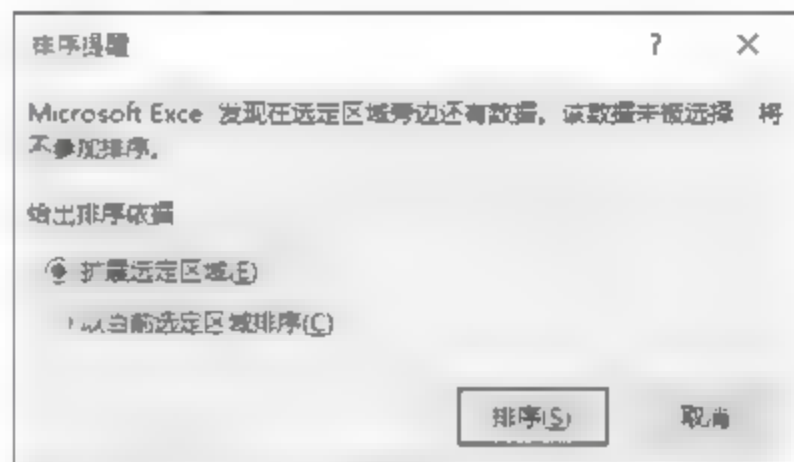 排序提醒
Microsoft Exce 发现在选定区域旁边还有数据。该数据未被选择 将
不参加排序。
给出排序依据
扩展选定区域(E)
以当前选定区域排序(C)
排序(S)
取消